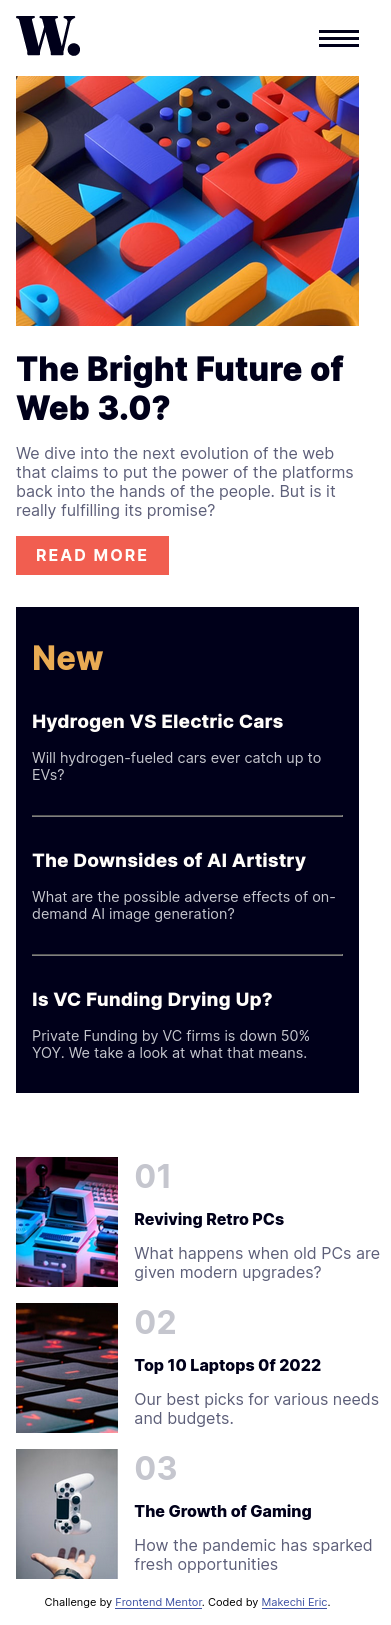 W.
The Bright Future of
Web 3.0?
We dive into the next evolution of the web
that claims to put the power of the platforms
back into the hands of the people. But is it
really fulfilling its promise?
READ MORE
New
Hydrogen VS Electric Cars
Will hydrogen-fueled cars ever catch up to
EVs?
The Downsides of AI Artistry
What are the possible adverse effects of on-
demand AI image generation?
Is VC Funding Drying Up?
Private Funding by VC firms is down 50%
YOY. We take a look at what that means.
01
Reviving Retro PCs
What happens when old PCs are
given modern upgrades?
02
Top 10 Laptops 0f 2022
Our best picks for various needs
and budgets.
03
The Growth of Gaming
How the pandemic has sparked
fresh opportunities
Challenge by Frontend Mentor. Coded by Makechi Eric.